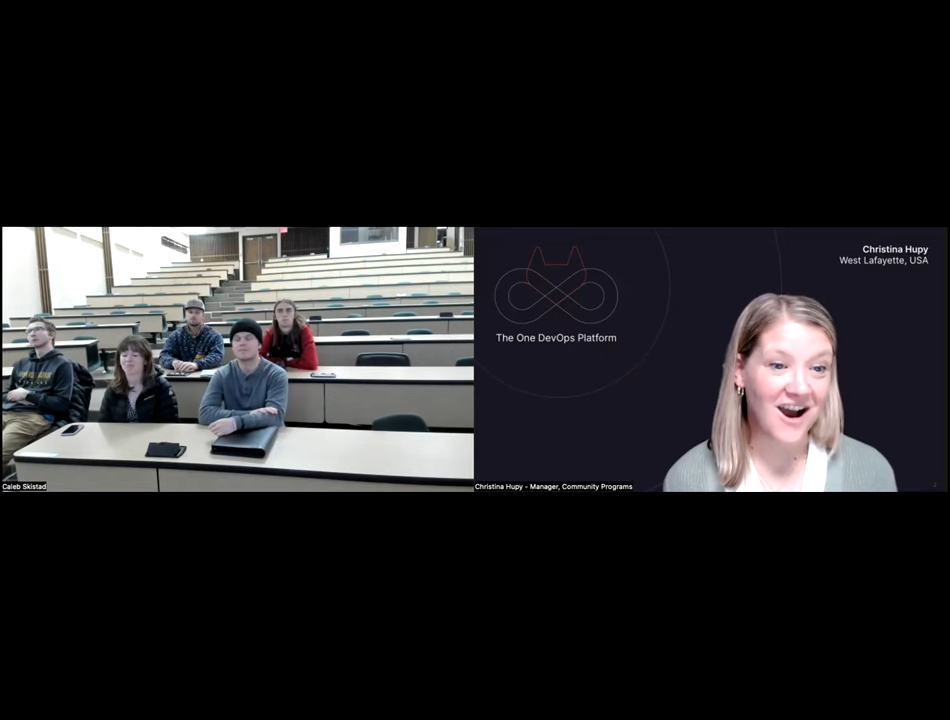 Christina Hupy
West Lafayette, USA
The One DevOps Platform
Caleb Skistad
Christina Hupy - Manager, Community Programs